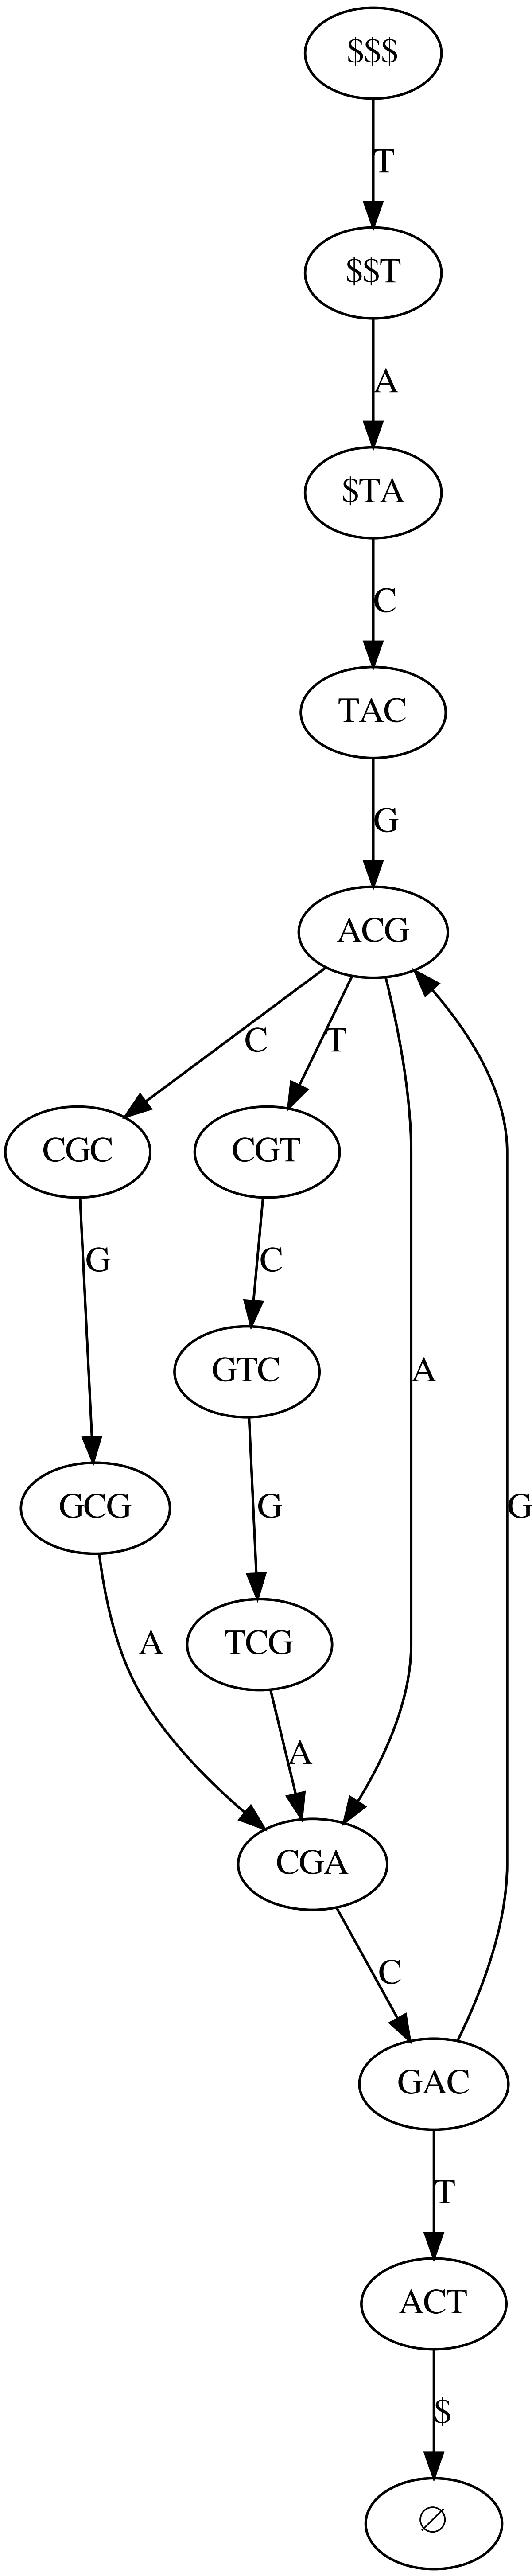 $$$
T
$$T
A
$TA
C
TAC
G
ACG
C T
CGC CGT
G C
GTC A
GCG G G
A TCG
A
CGA
C
GAC
T
ACT
$
∅